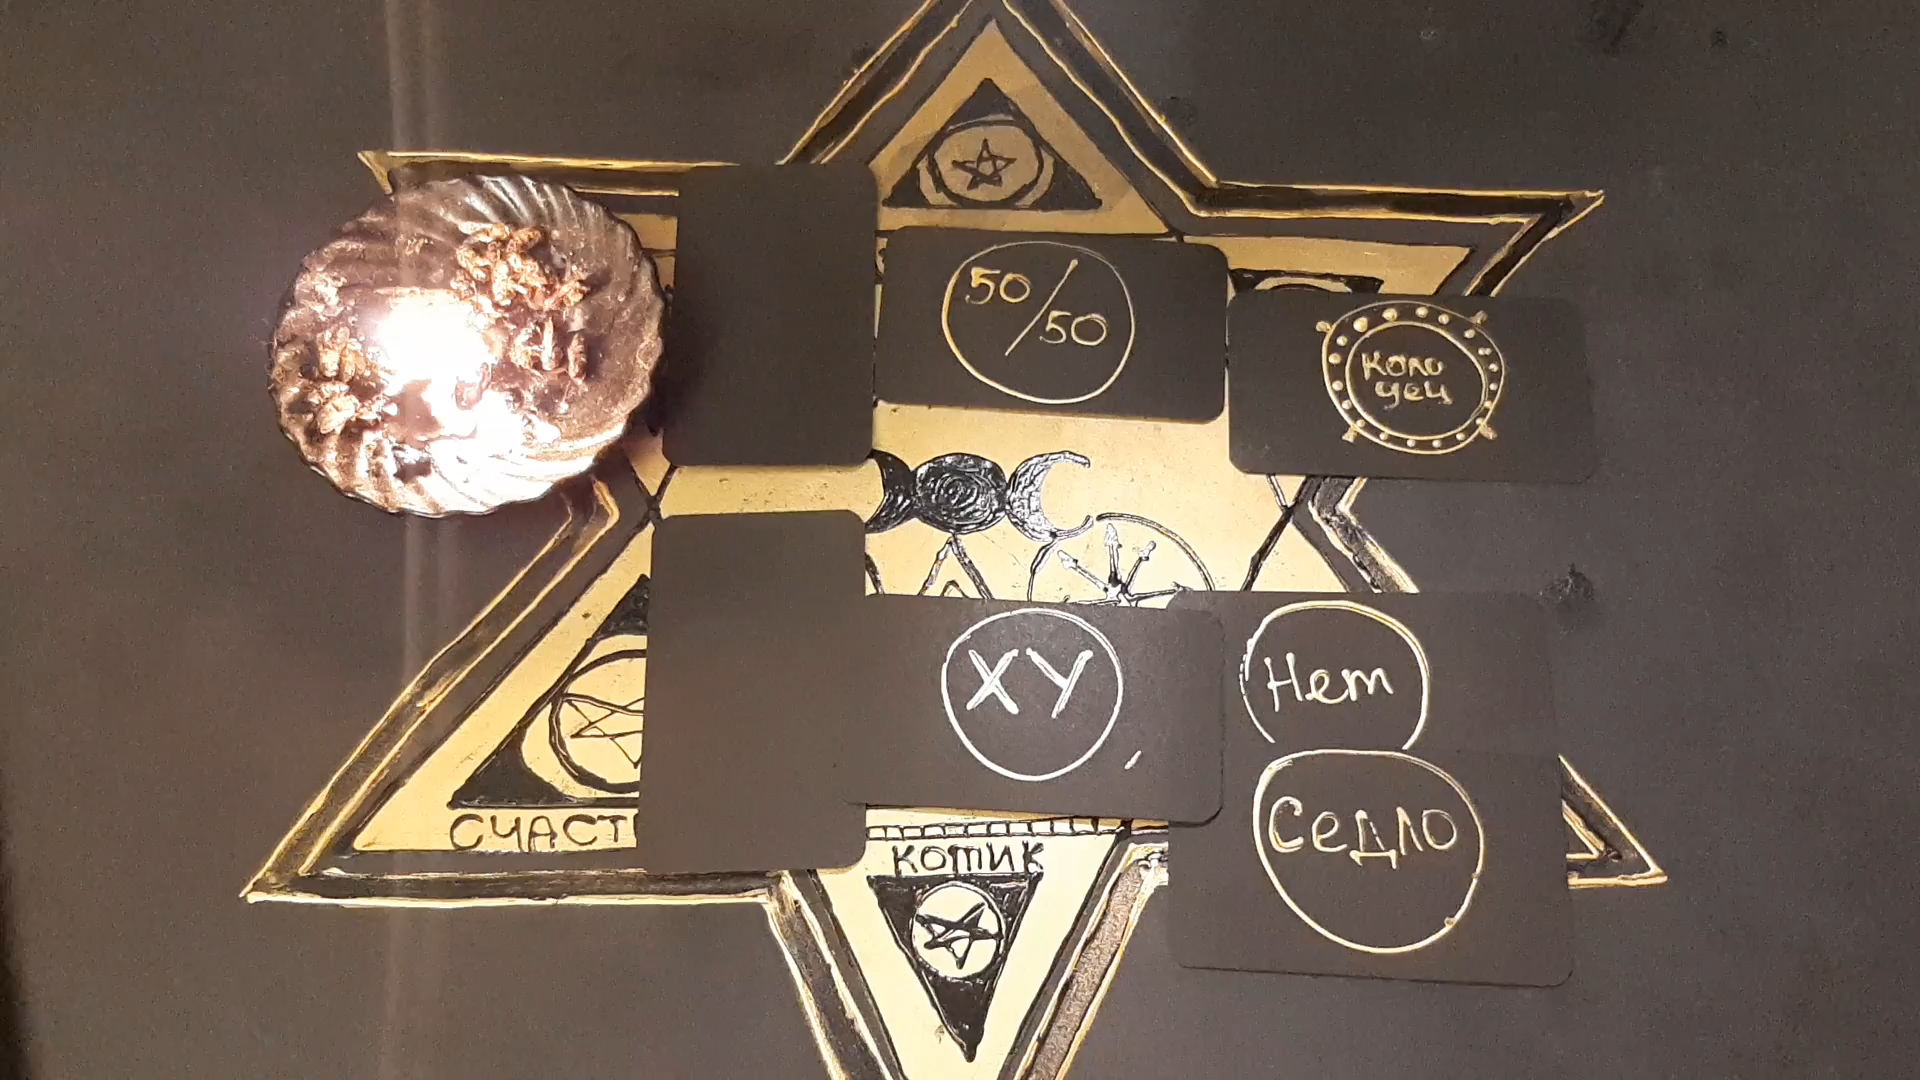 50/50
Коло
дец
ХУ
Нет
Седло
СЧАСТ
КОТИК